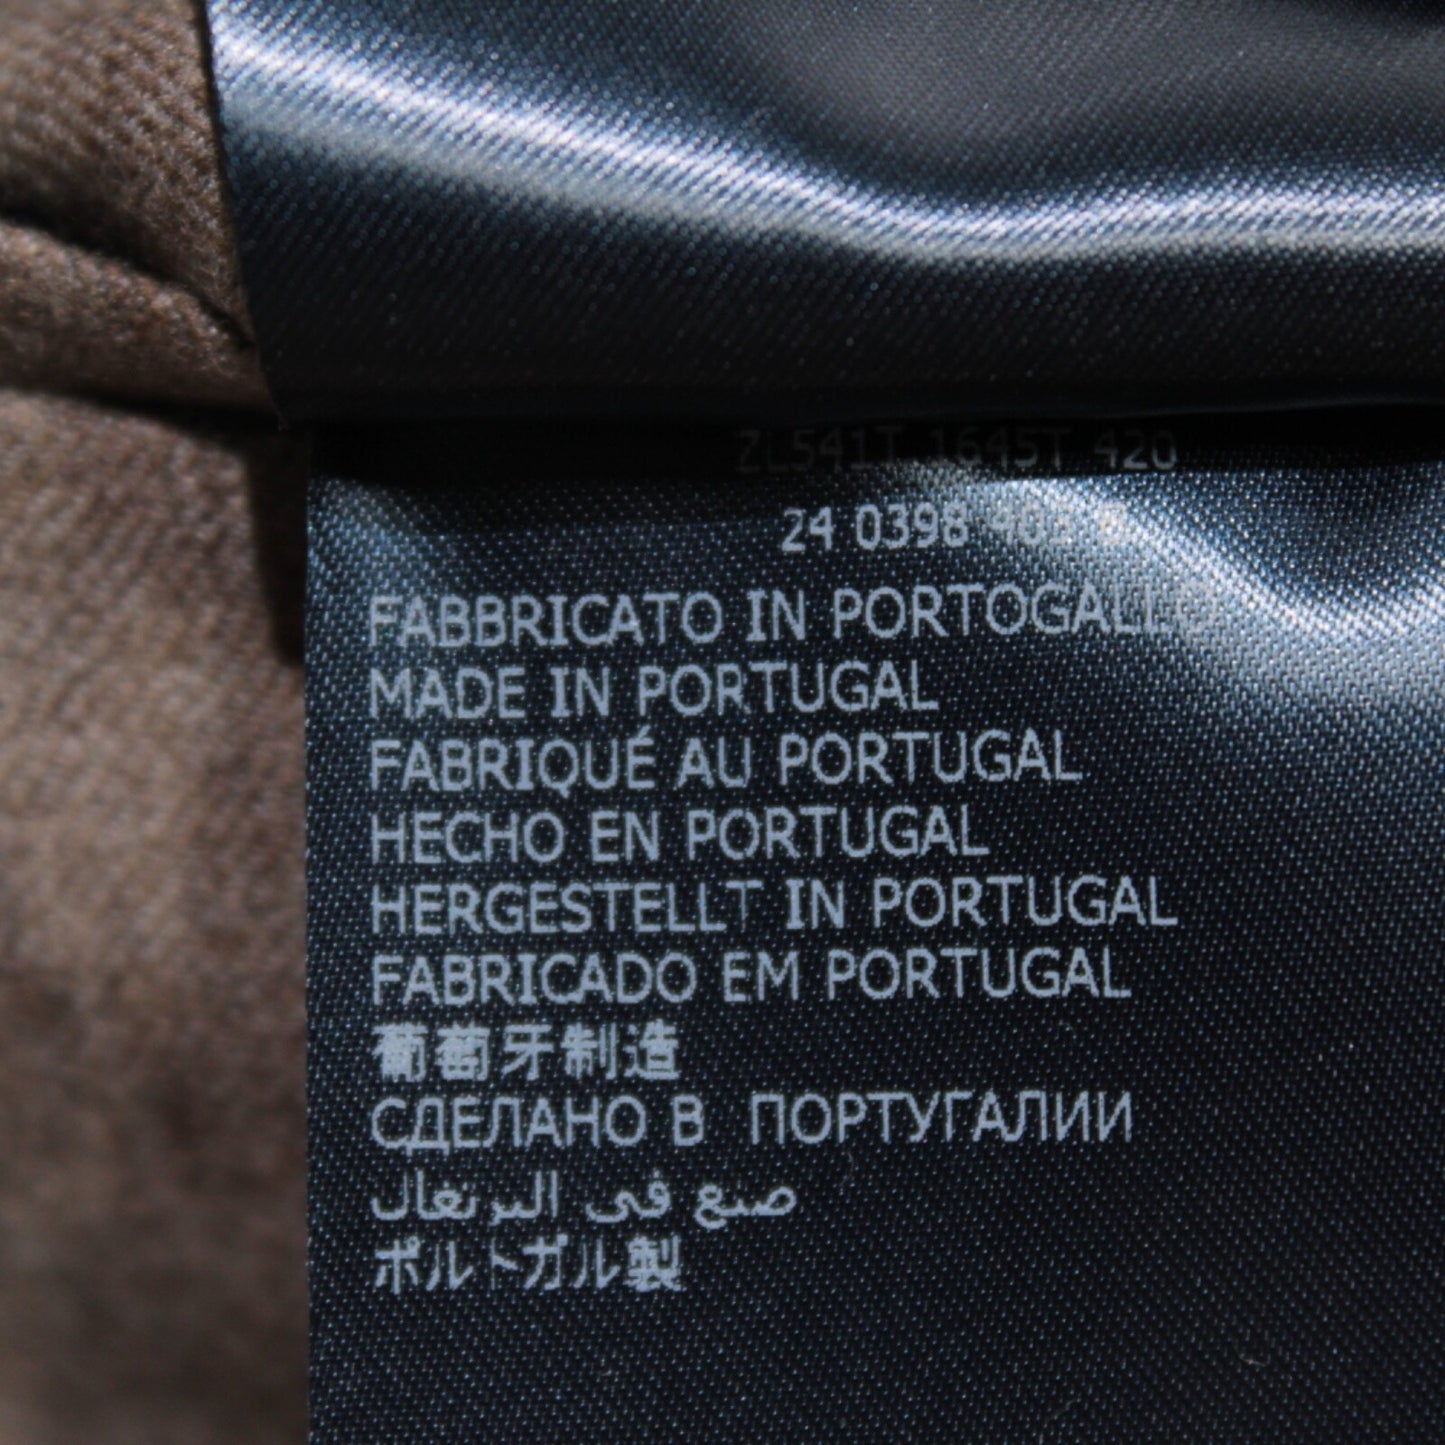 ZL541T 1645T 420
24 0398
FABBRICATO IN PORTOGALLO
MADE IN PORTUGAL
FABRIQUÉ AU PORTUGAL
HECHO EN PORTUGAL
HERGESTELLT IN PORTUGAL
FABRICADO EM PORTUGAL
葡萄牙制造
СДЕЛАНО В ПОРТУГАЛИИ
صنع في البرتغال
ポルトガル製